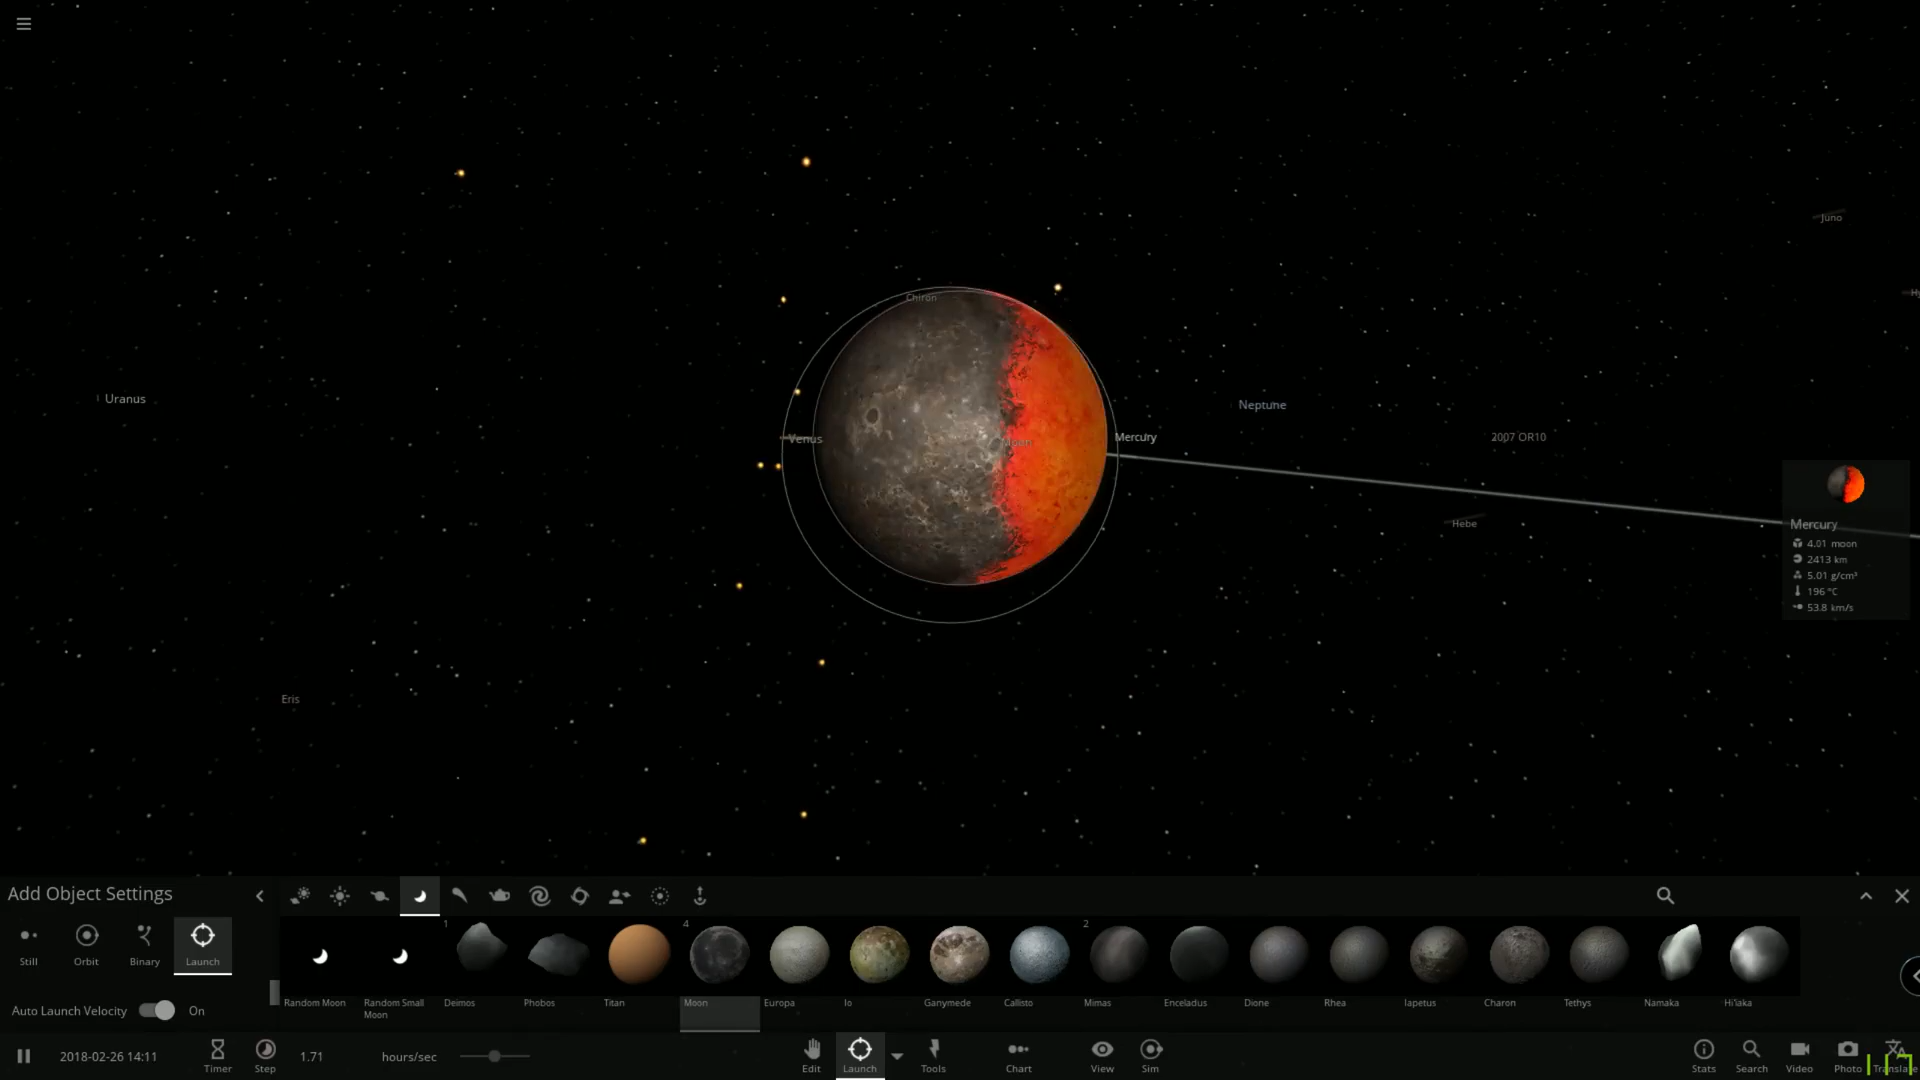 Juno
Chiron
Uranus
Neptune
Venus
Moon
Mercury
2007 OR10
Hebe
Mercury
4.01 moon
2413 km
5.01 g/cm³
196 °C
53.8 km/s
Eris
Add Object Settings
Still
Orbit
Binary
Launch
Auto Launch Velocity
On
1
4
2
Random Moon
Random Small
Moon
Deimos
Phobos
Titan
Moon
Europa
Io
Ganymede
Callisto
Mimas
Enceladus
Dione
Rhea
Iapetus
Charon
Tethys
Namaka
Hi'iaka
2018-02-26 14:11
Timer
Step
1.71
hours/sec
Edit
Launch
Tools
Chart
View
Sim
Stats
Search
Video
Photo
Translate